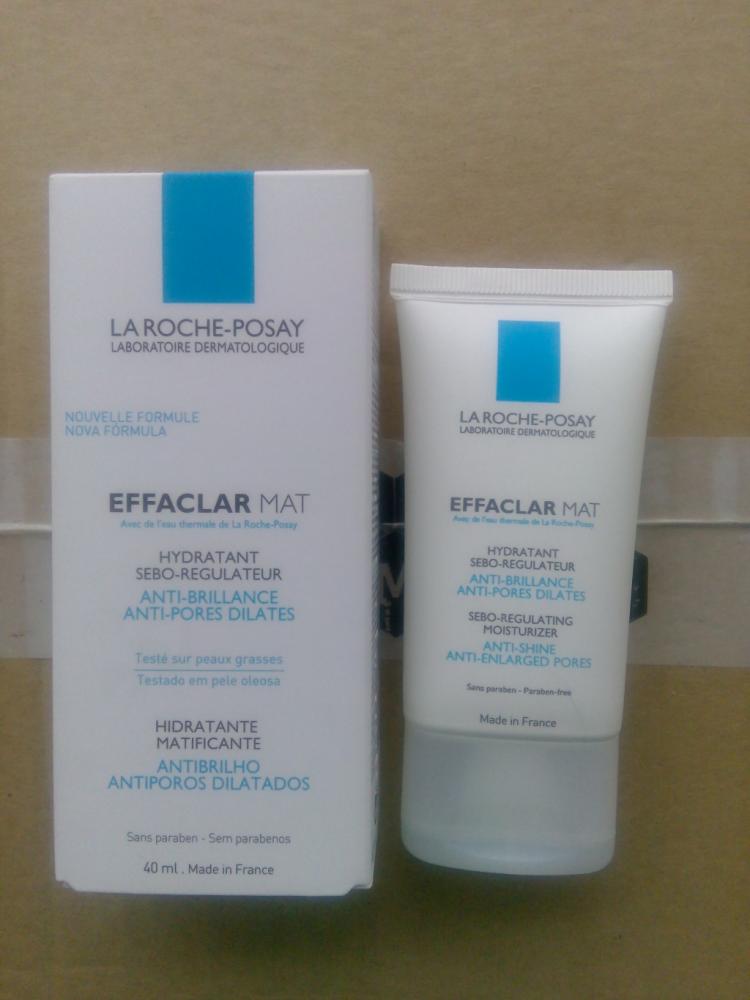 LA ROCHE-POSAY
LABORATOIRE DERMATOLOGIQUE
NOUVELLE FORMULE
NOVA FÓRMULA
EFFACLAR MAT
Avec de l'eau thermale de La Roche-Posay
HYDRATANT
SEBO-REGULATEUR
ANTI-BRILLANCE
ANTI-PORES DILATES
Testé sur peaux grasses
Testado em pele oleosa
HIDRATANTE
MATIFICANTE
ANTIBRILHO
ANTIPOROS DILATADOS
Sans paraben - Sem parabenos
40 ml . Made in France
LA ROCHE-POSAY
LABORATOIRE DERMATOLOGIQUE
EFFACLAR MAT
Avec de l'eau thermale de La Roche-Posay
HYDRATANT
SEBO-REGULATEUR
ANTI-BRILLANCE
ANTI-PORES DILATES
SEBO-REGULATING
MOISTURIZER
ANTI-SHINE
ANTI-ENLARGED PORES
Sans paraben - Paraben-free
Made in France